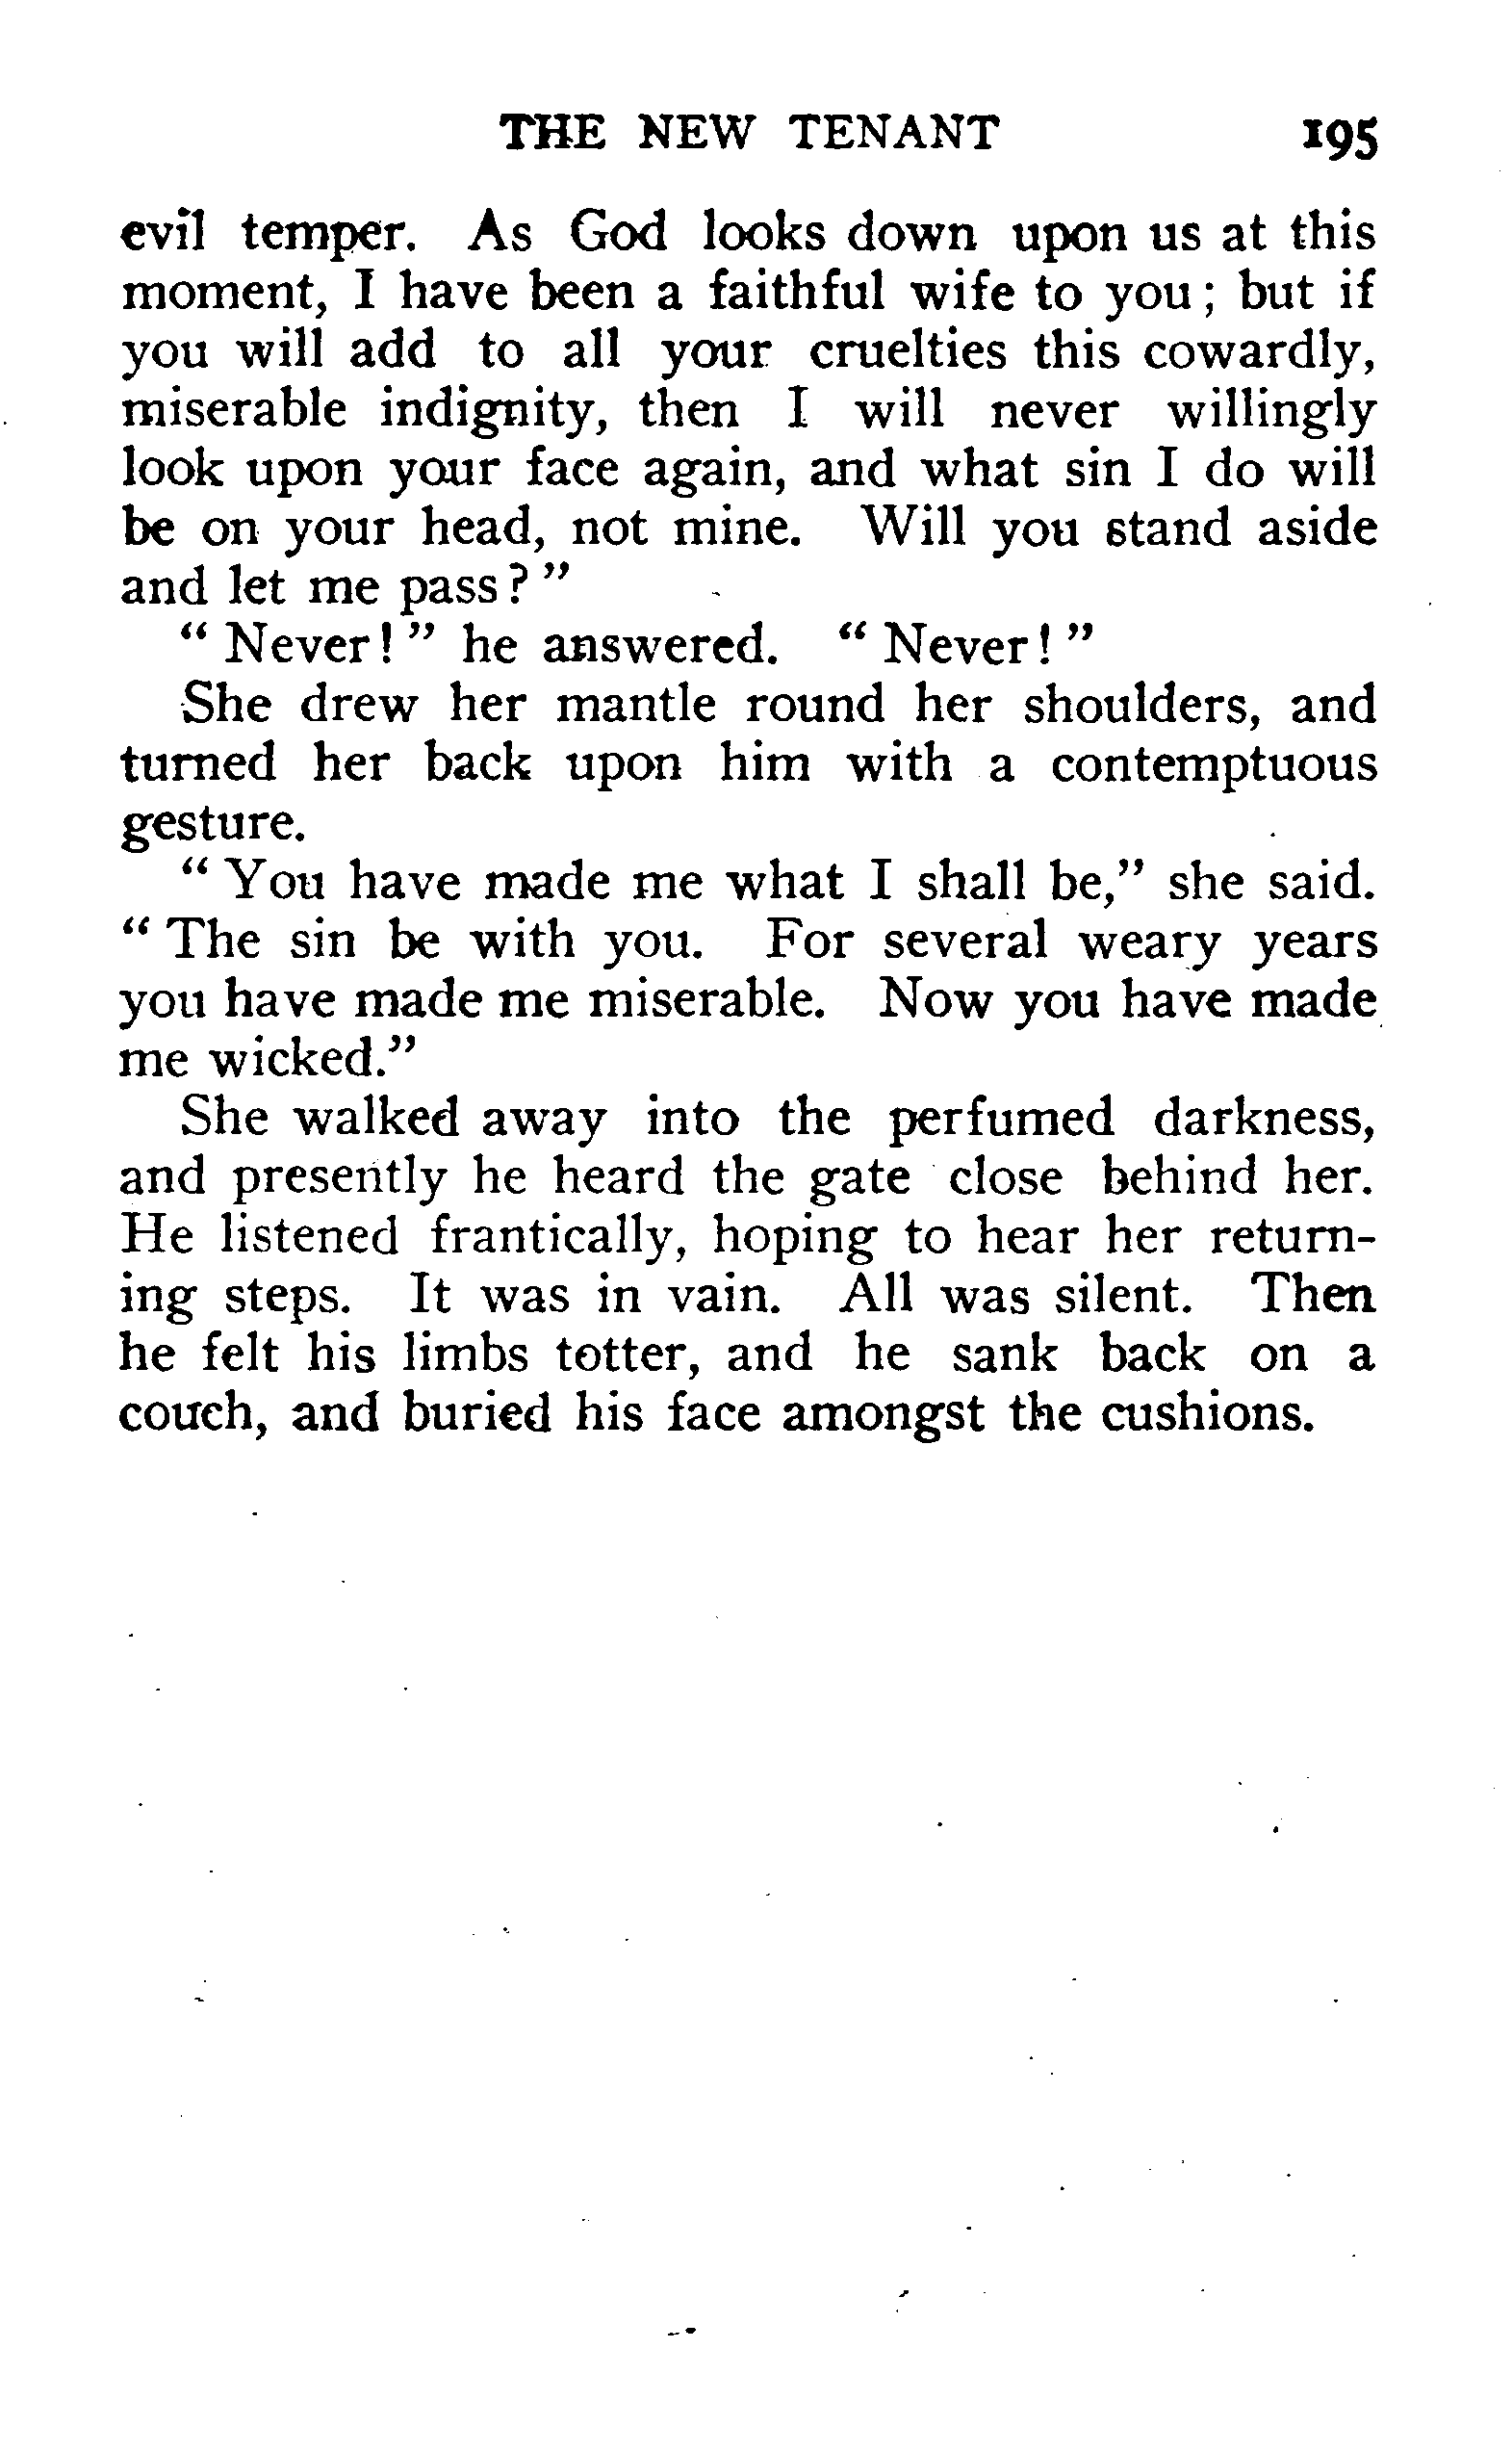 THE NEW TENANT 195
evil temper. As God looks down upon us at this
moment, I have been a faithful wife to you; but if
you will add to all your cruelties this cowardly,
miserable indignity, then I will never willingly
look upon your face again, and what sin I do will
be on your head, not mine. Will you stand aside
and let me pass?"
"Never!" he answered. "Never!"
She drew her mantle round her shoulders, and
turned her back upon him with a contemptuous
gesture.
"You have made me what I shall be," she said.
"The sin be with you. For several weary years
you have made me miserable. Now you have made
me wicked."
She walked away into the perfumed darkness,
and presently he heard the gate close behind her.
He listened frantically, hoping to hear her return-
ing steps. It was in vain. All was silent. Then
he felt his limbs totter, and he sank back on a
couch, and buried his face amongst the cushions.